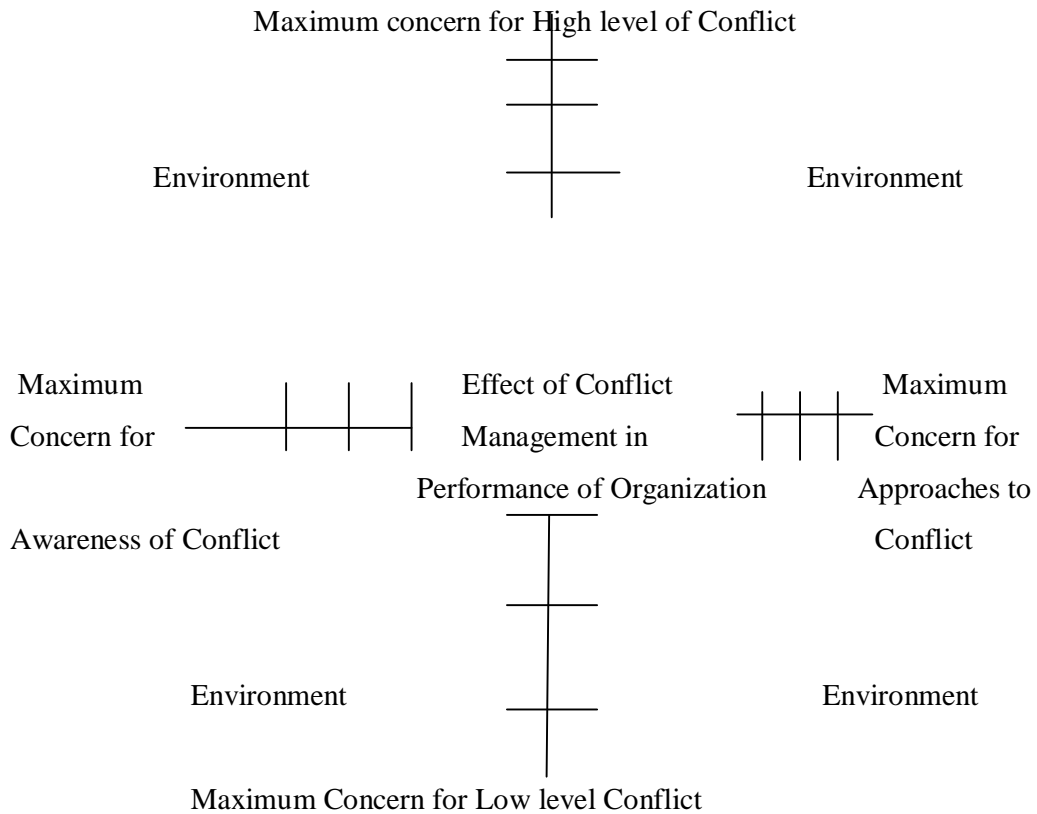 Maximum concern for High level of Conflict
Environment Environment
Maximum Effect of Conflict Maximum
Concern for Management in Concern for
Performance of Organization Approaches to
Awareness of Conflict Conflict
Environment Environment
Maximum Concern for Low level Conflict